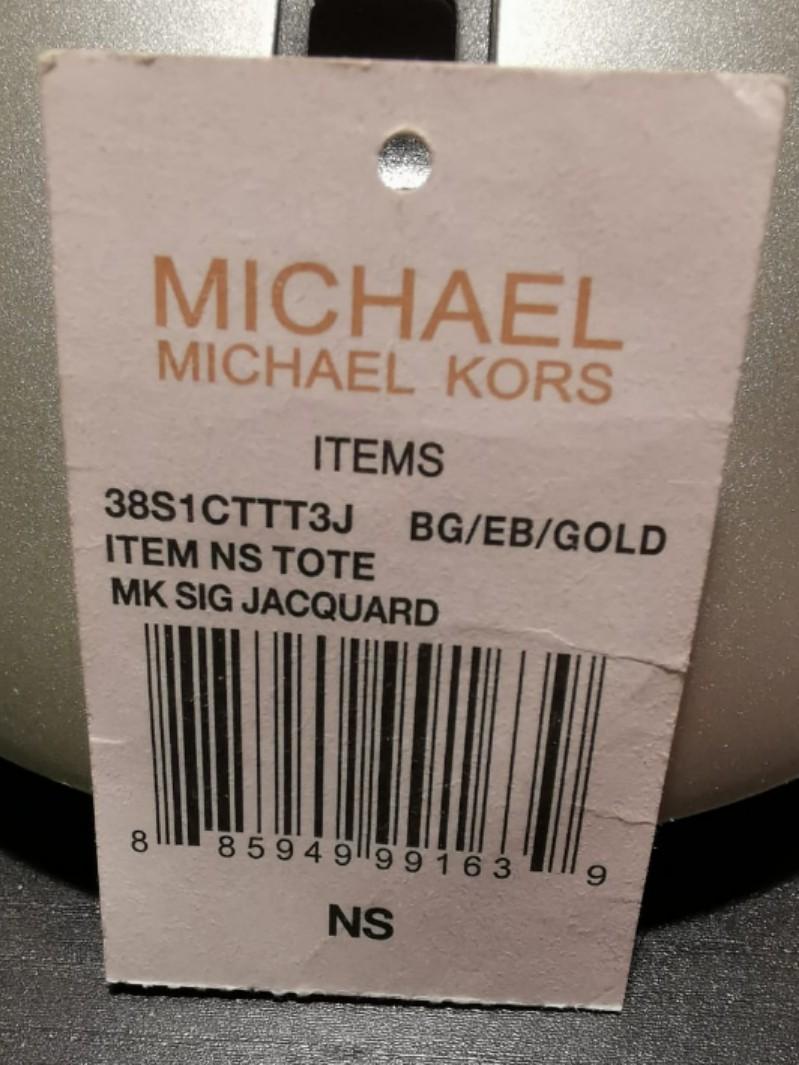 MICHAEL
MICHAEL KORS
ITEMS
38S1CTTT3J BG/EB/GOLD
ITEM NS TOTE
MK SIG JACQUARD
8 85949 99163 9
NS